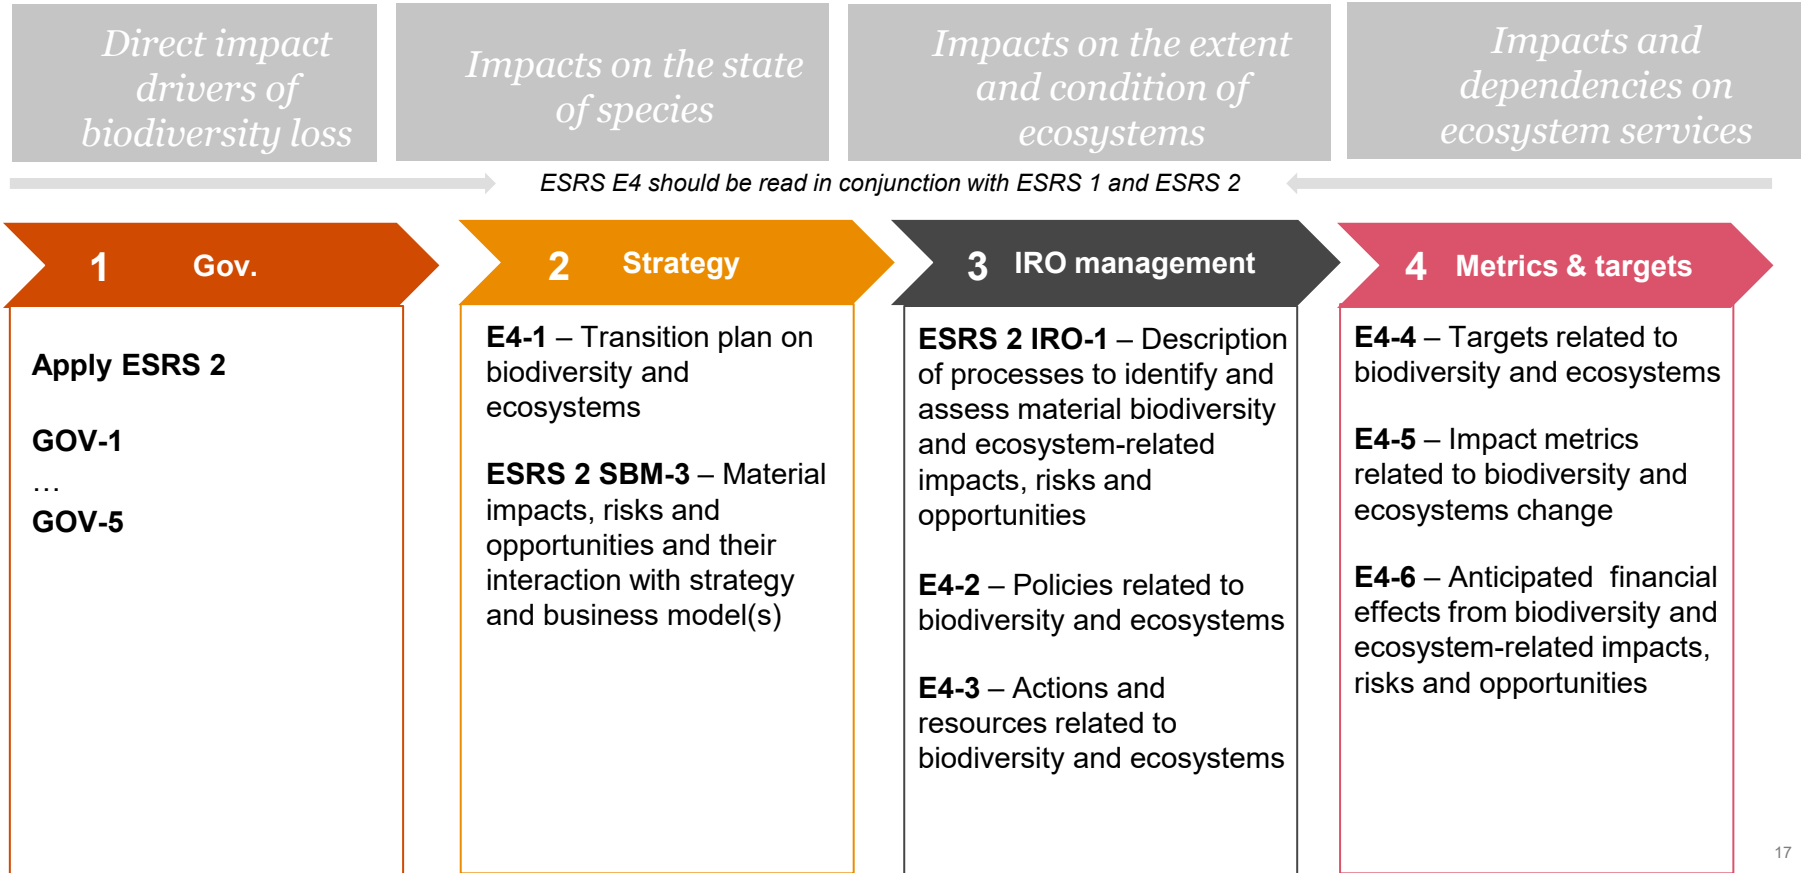 Direct impact
drivers of
biodiversity loss
Impacts on the state
of species
Impacts on the extent
and condition of
ecosystems
Impacts and
dependencies on
ecosystem services
ESRS E4 should be read in conjunction with ESRS 1 and ESRS 2
1 Gov.
Apply ESRS 2
GOV-1
…
GOV-5
2 Strategy
E4-1 – Transition plan on
biodiversity and
ecosystems
ESRS 2 SBM-3 – Material
impacts, risks and
opportunities and their
interaction with strategy
and business model(s)
3 IRO management
ESRS 2 IRO-1 – Description
of processes to identify and
assess material biodiversity
and ecosystem-related
impacts, risks and
opportunities
E4-2 – Policies related to
biodiversity and ecosystems
E4-3 – Actions and
resources related to
biodiversity and ecosystems
4 Metrics & targets
E4-4 – Targets related to
biodiversity and ecosystems
E4-5 – Impact metrics
related to biodiversity and
ecosystems change
E4-6 – Anticipated financial
effects from biodiversity and
ecosystem-related impacts,
risks and opportunities
17